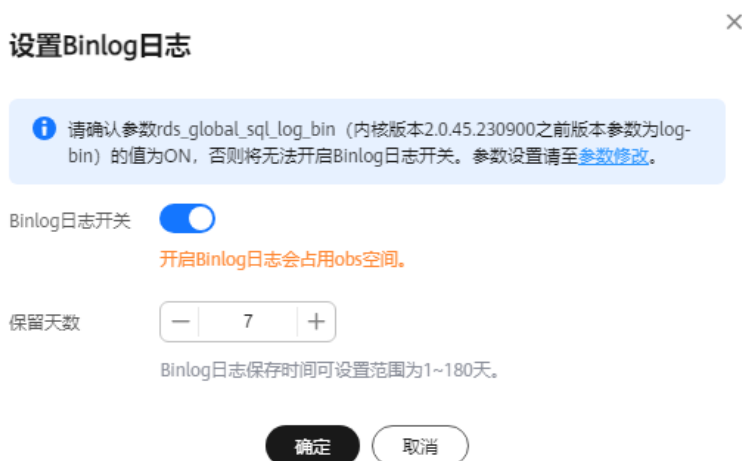 设置Binlog日志
请确认参数rds_global_sql_log_bin（内核版本2.0.45.230900之前版本参数为log-
bin）的值为ON，否则将无法开启Binlog日志开关。参数设置请至参数修改。
Binlog日志开关
开启Binlog日志会占用obs空间。
保留天数
7
Binlog日志保存时间可设置范围为1~180天。
确定 取消